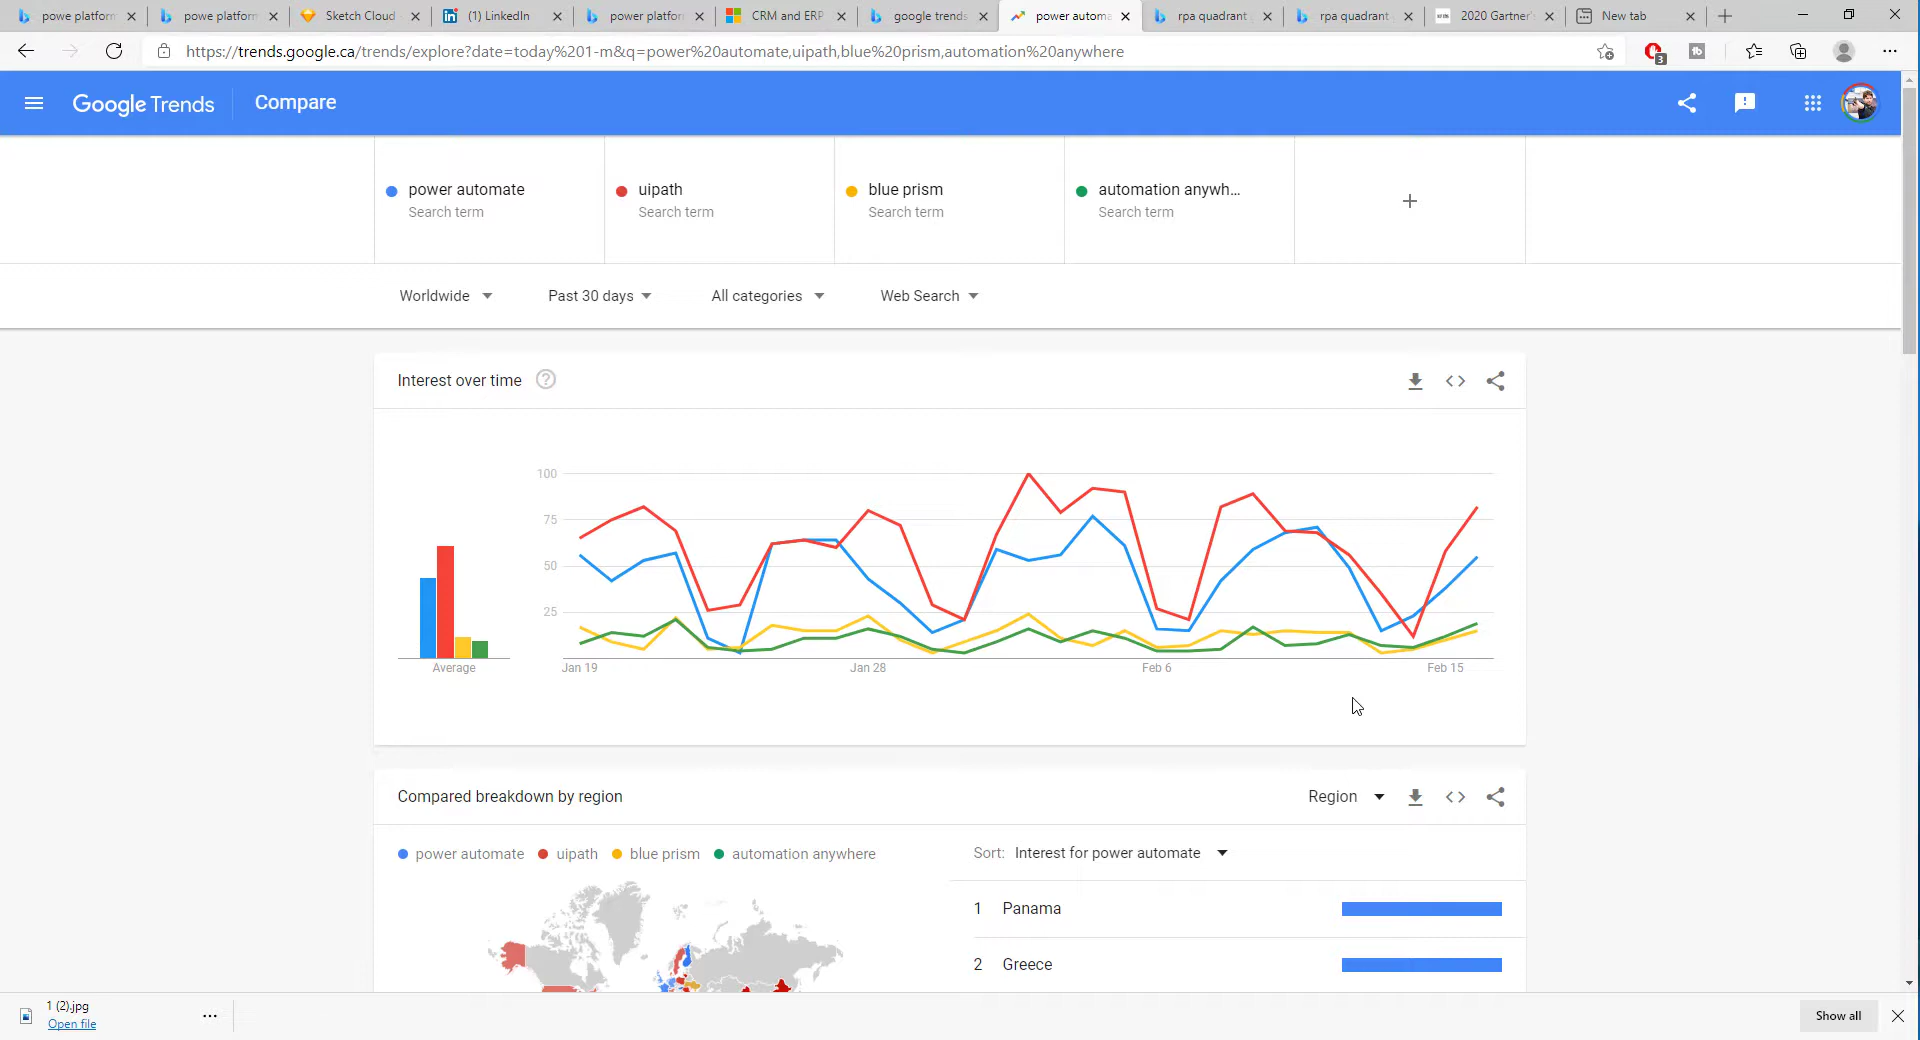 powe platform
powe platform
Sketch Cloud
(1) LinkedIn
power platfor
CRM and ERP
google trends
power automa
rpa quadrant
rpa quadrant
2020 Gartner's
New tab
https://trends.google.ca/trends/explore?date=today%201-m&q=power%20automate,uipath,blue%20prism,automation%20anywhere
3
Google Trends
Compare
power automate
Search term
uipath
Search term
blue prism
Search term
automation anywh...
Search term
Worldwide
Past 30 days
All categories
Web Search
Interest over time
100
75
50
25
Average
Jan 19
Jan 28
Feb 6
Feb 15
Compared breakdown by region
Region
power automate
uipath
blue prism
automation anywhere
Sort: Interest for power automate
1 Panama
2 Greece
1 (2).jpg
Open file
Show all